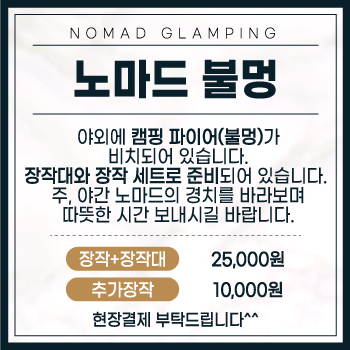 NOMAD GLAMPING
노마드 불멍
야외에 캠핑 파이어(불멍)가
비치되어 있습니다.
장작대와 장작 세트로 준비되어 있습니다.
주, 야간 노마드의 경치를 바라보며
따뜻한 시간 보내시길 바랍니다.
장작+장작대 25,000원
추가장작 10,000원
현장결제 부탁드립니다^^